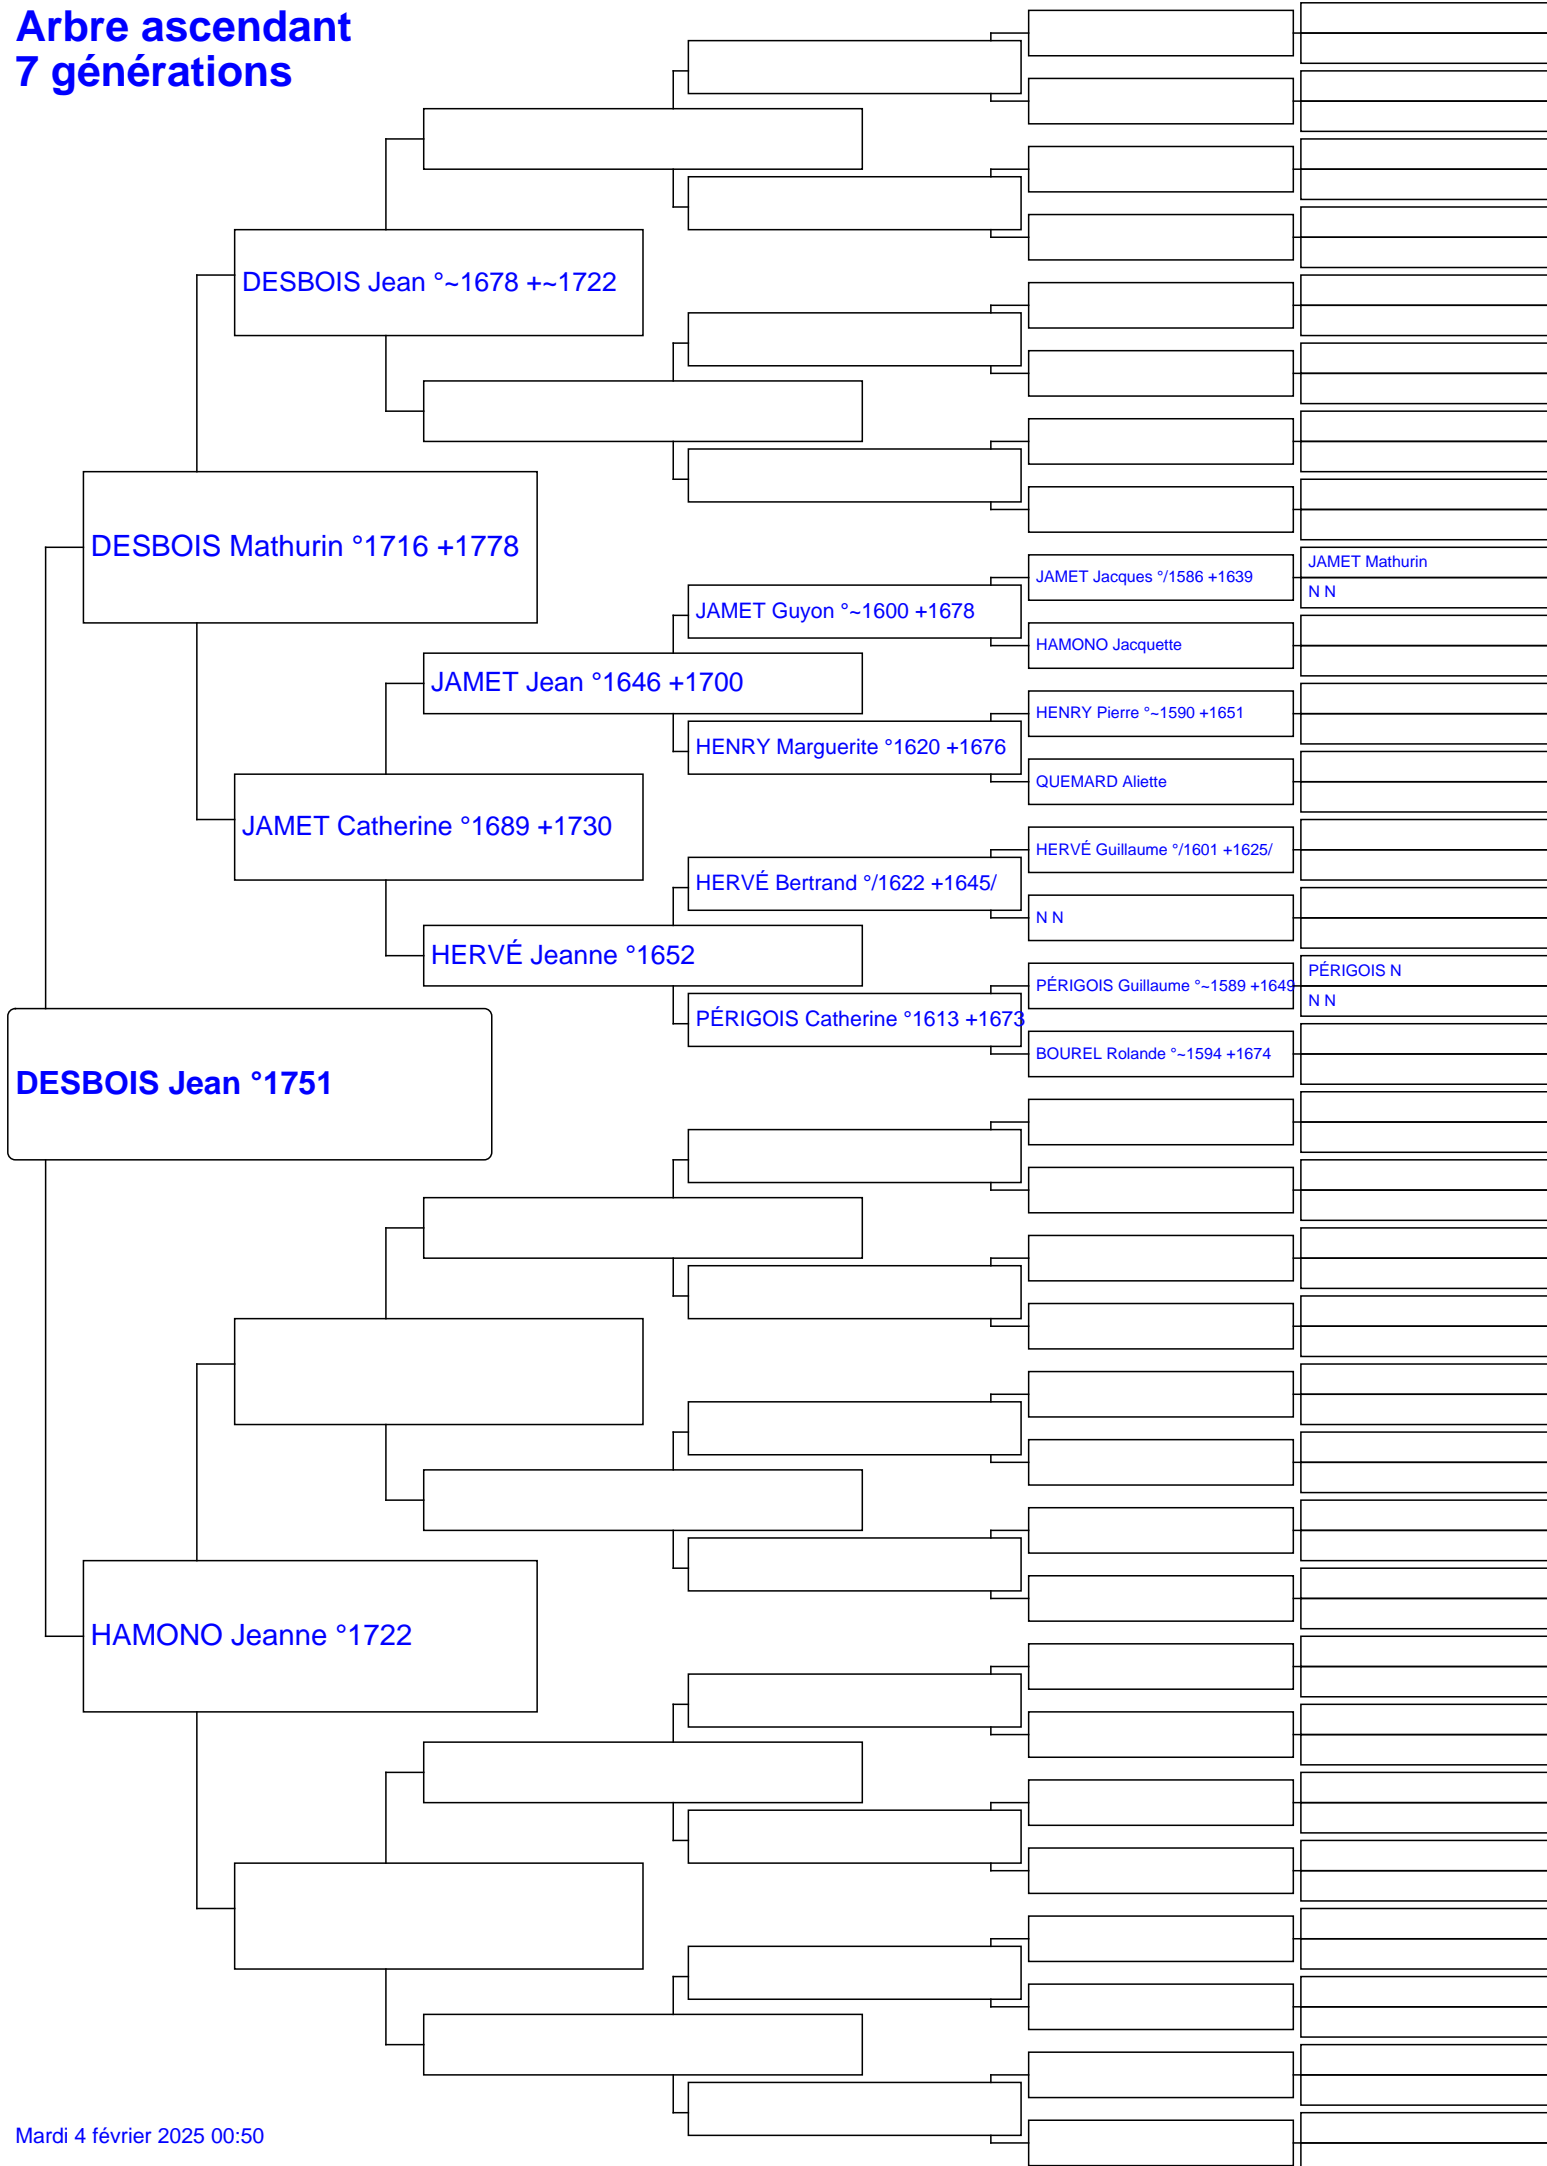 Arbre ascendant
7 générations
DESBOIS Jean °~1678 +~1722
DESBOIS Mathurin °1716 +1778
JAMET Jacques °/1586 +1639
JAMET Mathurin
N N
JAMET Guyon °~1600 +1678
HAMONO Jacquette
JAMET Jean °1646 +1700
HENRY Pierre °~1590 +1651
HENRY Marguerite °1620 +1676
QUEMARD Aliette
JAMET Catherine °1689 +1730
HERVÉ Guillaume °/1601 +1625/
HERVÉ Bertrand °/1622 +1645/
N N
HERVÉ Jeanne °1652
PÉRIGOIS Guillaume °~1589 +1649
PÉRIGOIS N
N N
PÉRIGOIS Catherine °1613 +1673
BOUREL Rolande °~1594 +1674
DESBOIS Jean °1751
HAMONO Jeanne °1722
Mardi 4 février 2025 00:50